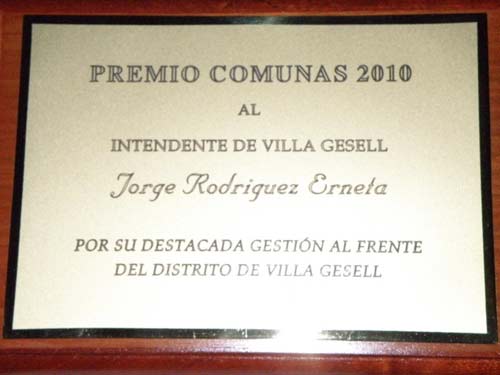 PREMIO COMUNAS 2010
AL
INTENDENTE DE VILLA GESELL
Jorge Rodriguez Erneta
POR SU DESTACADA GESTIÓN AL FRENTE
DEL DISTRITO DE VILLA GESELL